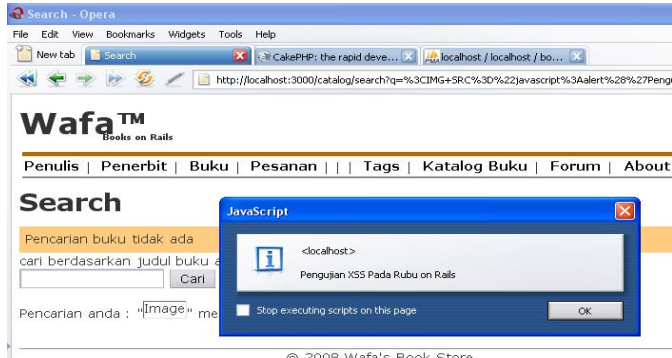 Search - Opera
File Edit View Bookmarks Widgets Tools Help
New tab Search CakePHP: the rapid deve... localhost / localhost / bo...
http://localhost:3000/catalog/search?q=%3CIMG+SRC%3D%22javascript%3Aalert%28%27Pengu
Wafa™
Books on Rails
Penulis | Penerbit | Buku | Pesanan | | | Tags | Katalog Buku | Forum | About
Search
JavaScript
Pencarian buku tidak ada
<localhost>
cari berdasarkan judul buku a
Pengujian XSS Pada Rubu on Rails
Cari
Stop executing scripts on this page OK
Pencarian anda : "Image" me
© 2008 Wafa's Book Store